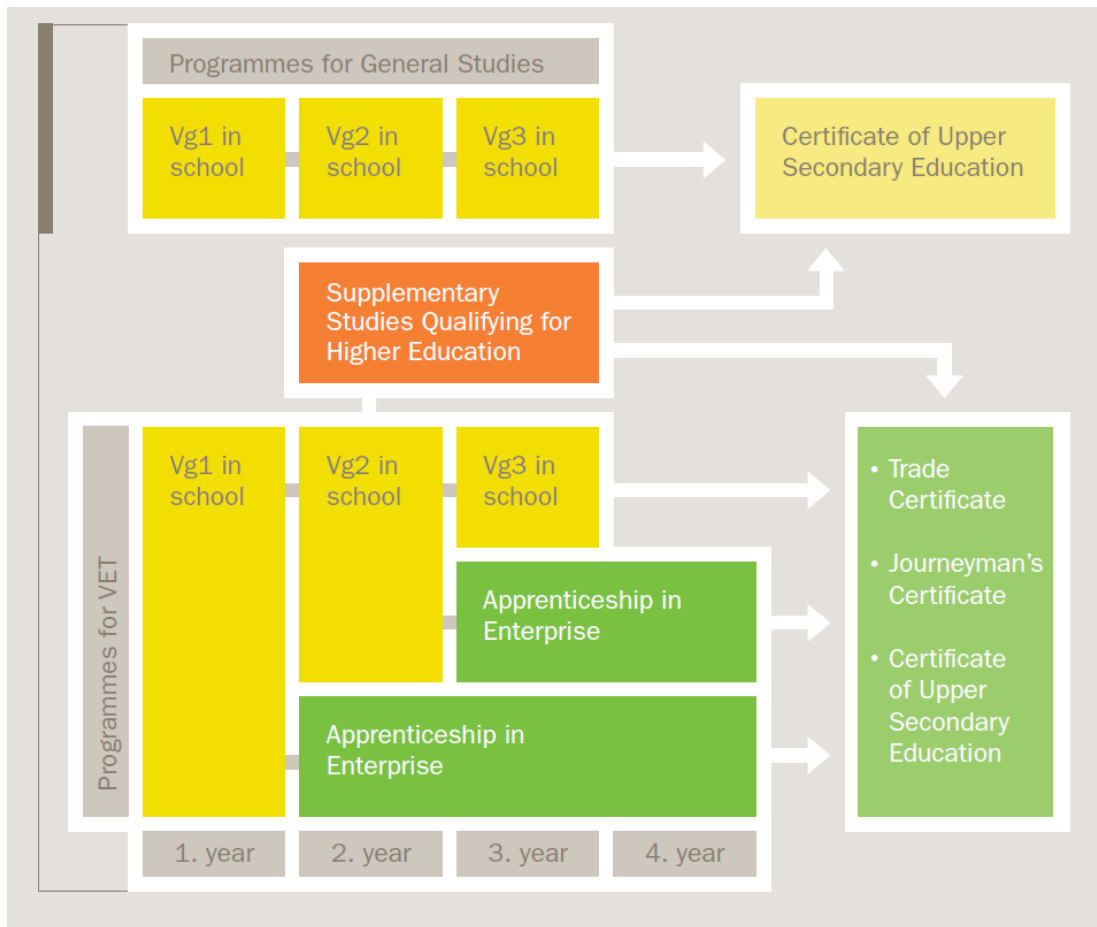 Programmes for General Studies
Vg1 in
school
Vg2 in
school
Vg3 in
school
Certificate of Upper
Secondary Education
Supplementary
Studies Qualifying for
Higher Education
Programmes for VET
Vg1 in
school
Vg2 in
school
Vg3 in
school
Apprenticeship in
Enterprise
Apprenticeship in
Enterprise
• Trade
Certificate
• Journeyman's
Certificate
• Certificate
of Upper
Secondary
Education
1. year
2. year
3. year
4. year